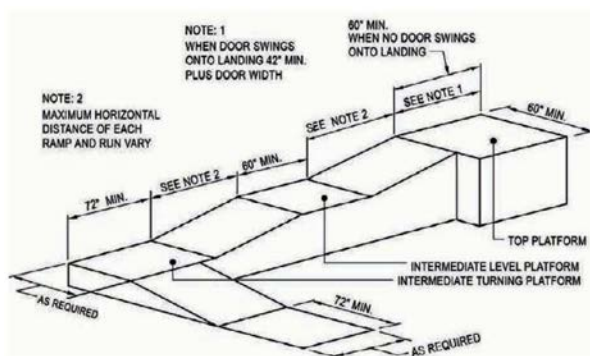 NOTE: 1
WHEN DOOR SWINGS
ONTO LANDING 42" MIN.
PLUS DOOR WIDTH
60" MIN.
WHEN NO DOOR SWINGS
ONTO LANDING
NOTE: 2
MAXIMUM HORIZONTAL
DISTANCE OF EACH
RAMP AND RUN VARY
SEE NOTE 1
60" MIN.
SEE NOTE 2
60" MIN.
SEE NOTE 2
72" MIN.
TOP PLATFORM
INTERMEDIATE LEVEL PLATFORM
INTERMEDIATE TURNING PLATFORM
AS REQUIRED
72" MIN.
AS REQUIRED